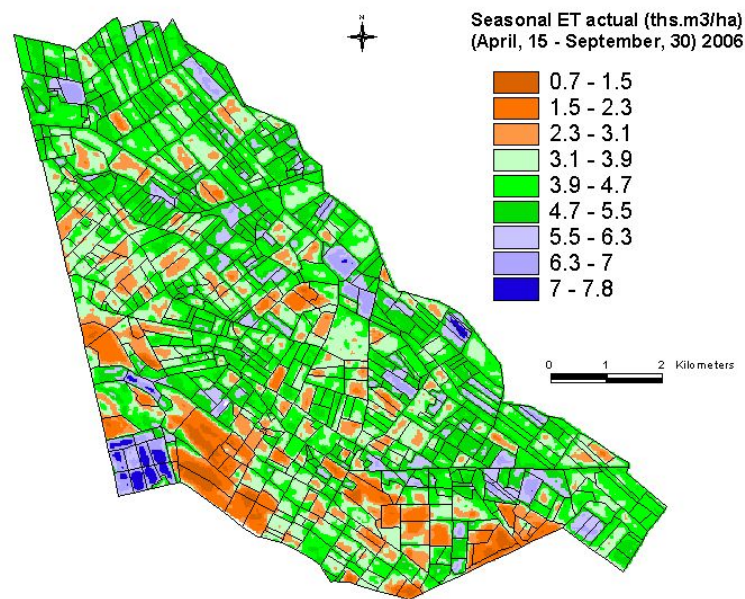 N
Seasonal ET actual (ths.m3/ha)
(April, 15 - September, 30) 2006
0.7 - 1.5
1.5 - 2.3
2.3 - 3.1
3.1 - 3.9
3.9 - 4.7
4.7 - 5.5
5.5 - 6.3
6.3 - 7
7 - 7.8
0 1 2 Kilometers